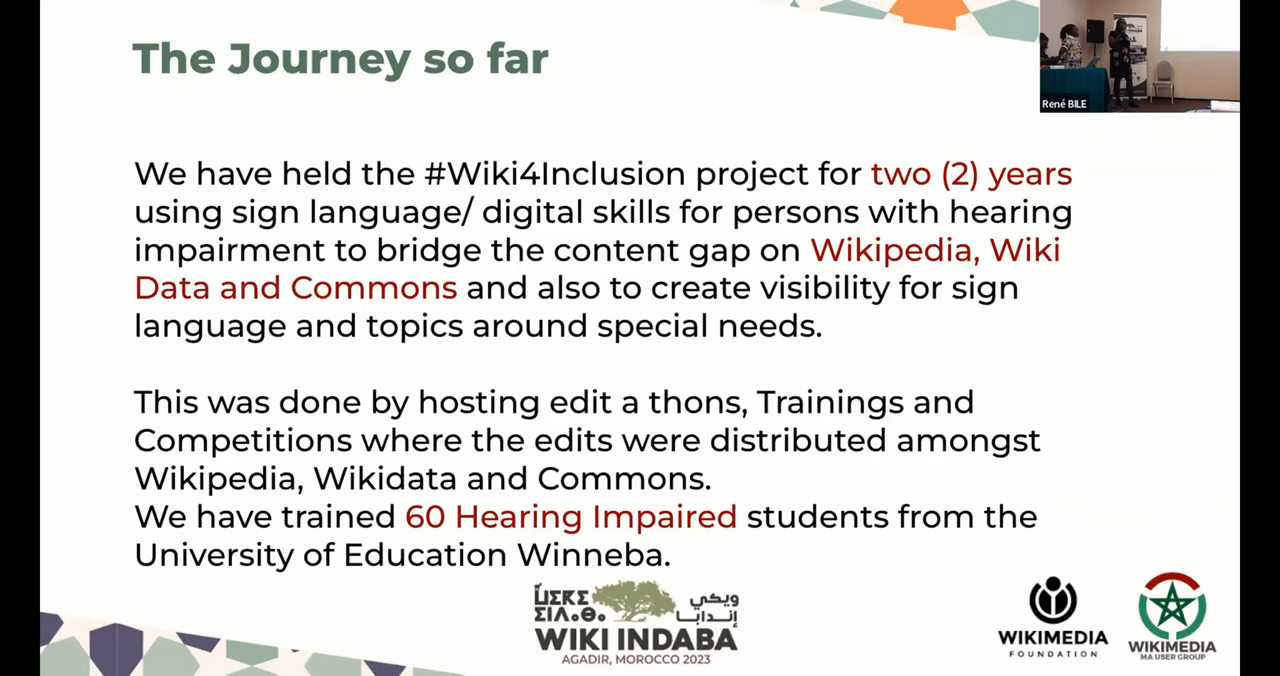 The Journey so far
René BILE
We have held the #Wiki4Inclusion project for two (2) years
using sign language/ digital skills for persons with hearing
impairment to bridge the content gap on Wikipedia, Wiki
Data and Commons and also to create visibility for sign
language and topics around special needs.
This was done by hosting edit a thons, Trainings and
Competitions where the edits were distributed amongst
Wikipedia, Wikidata and Commons.
We have trained 60 Hearing Impaired students from the
University of Education Winneba.
ويكي
إندابا
WIKI INDABA
AGADIR, MOROCCO 2023
WIKIMEDIA
FOUNDATION
WIKIMEDIA
MA USER GROUP